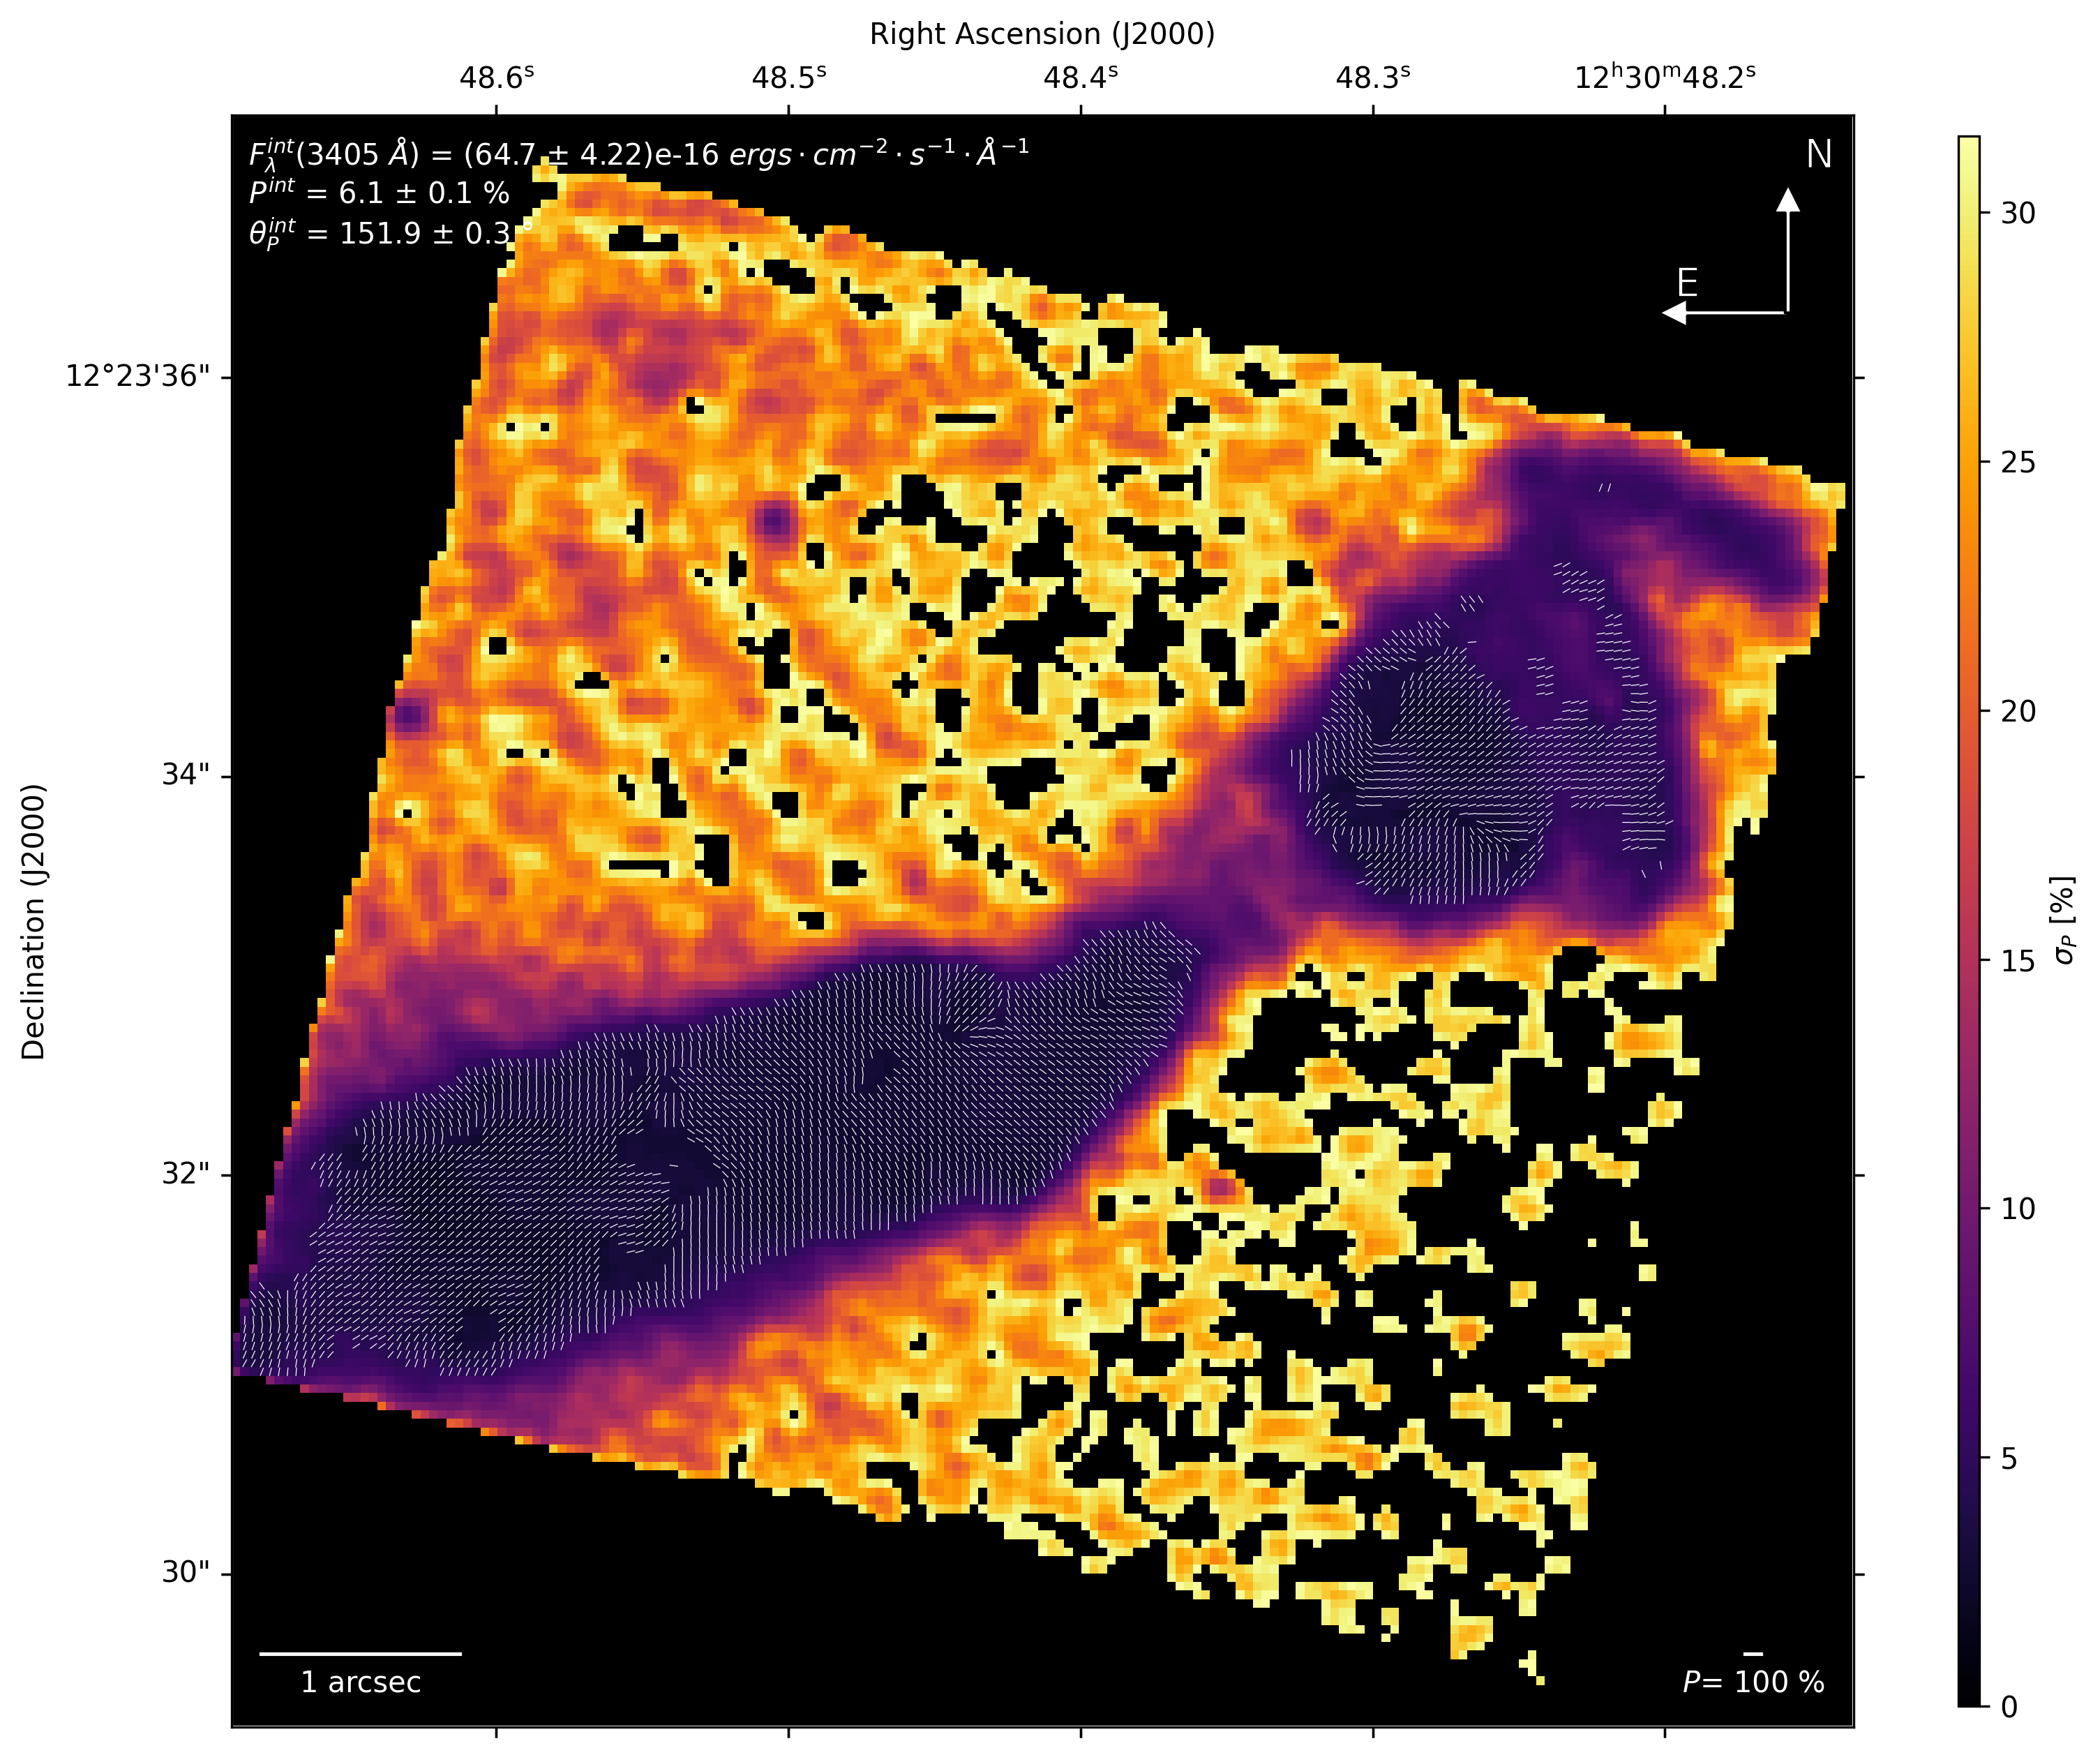 Right Ascension (J2000)
48.6ˢ 48.5ˢ 48.4ˢ 48.3ˢ 12ʰ30ᵐ48.2ˢ
F_λ^int(3405 Å) = (64.7 ± 4.22)e-16 ergs · cm⁻² · s⁻¹ · Å⁻¹
P^int = 6.1 ± 0.1 %
θ_P^int = 151.9 ± 0.3 °
N
E
12°23'36"
34"
32"
30"
Declination (J2000)
1 arcsec
P= 100 %
30
25
20
15
10
5
0
σ_P [%]